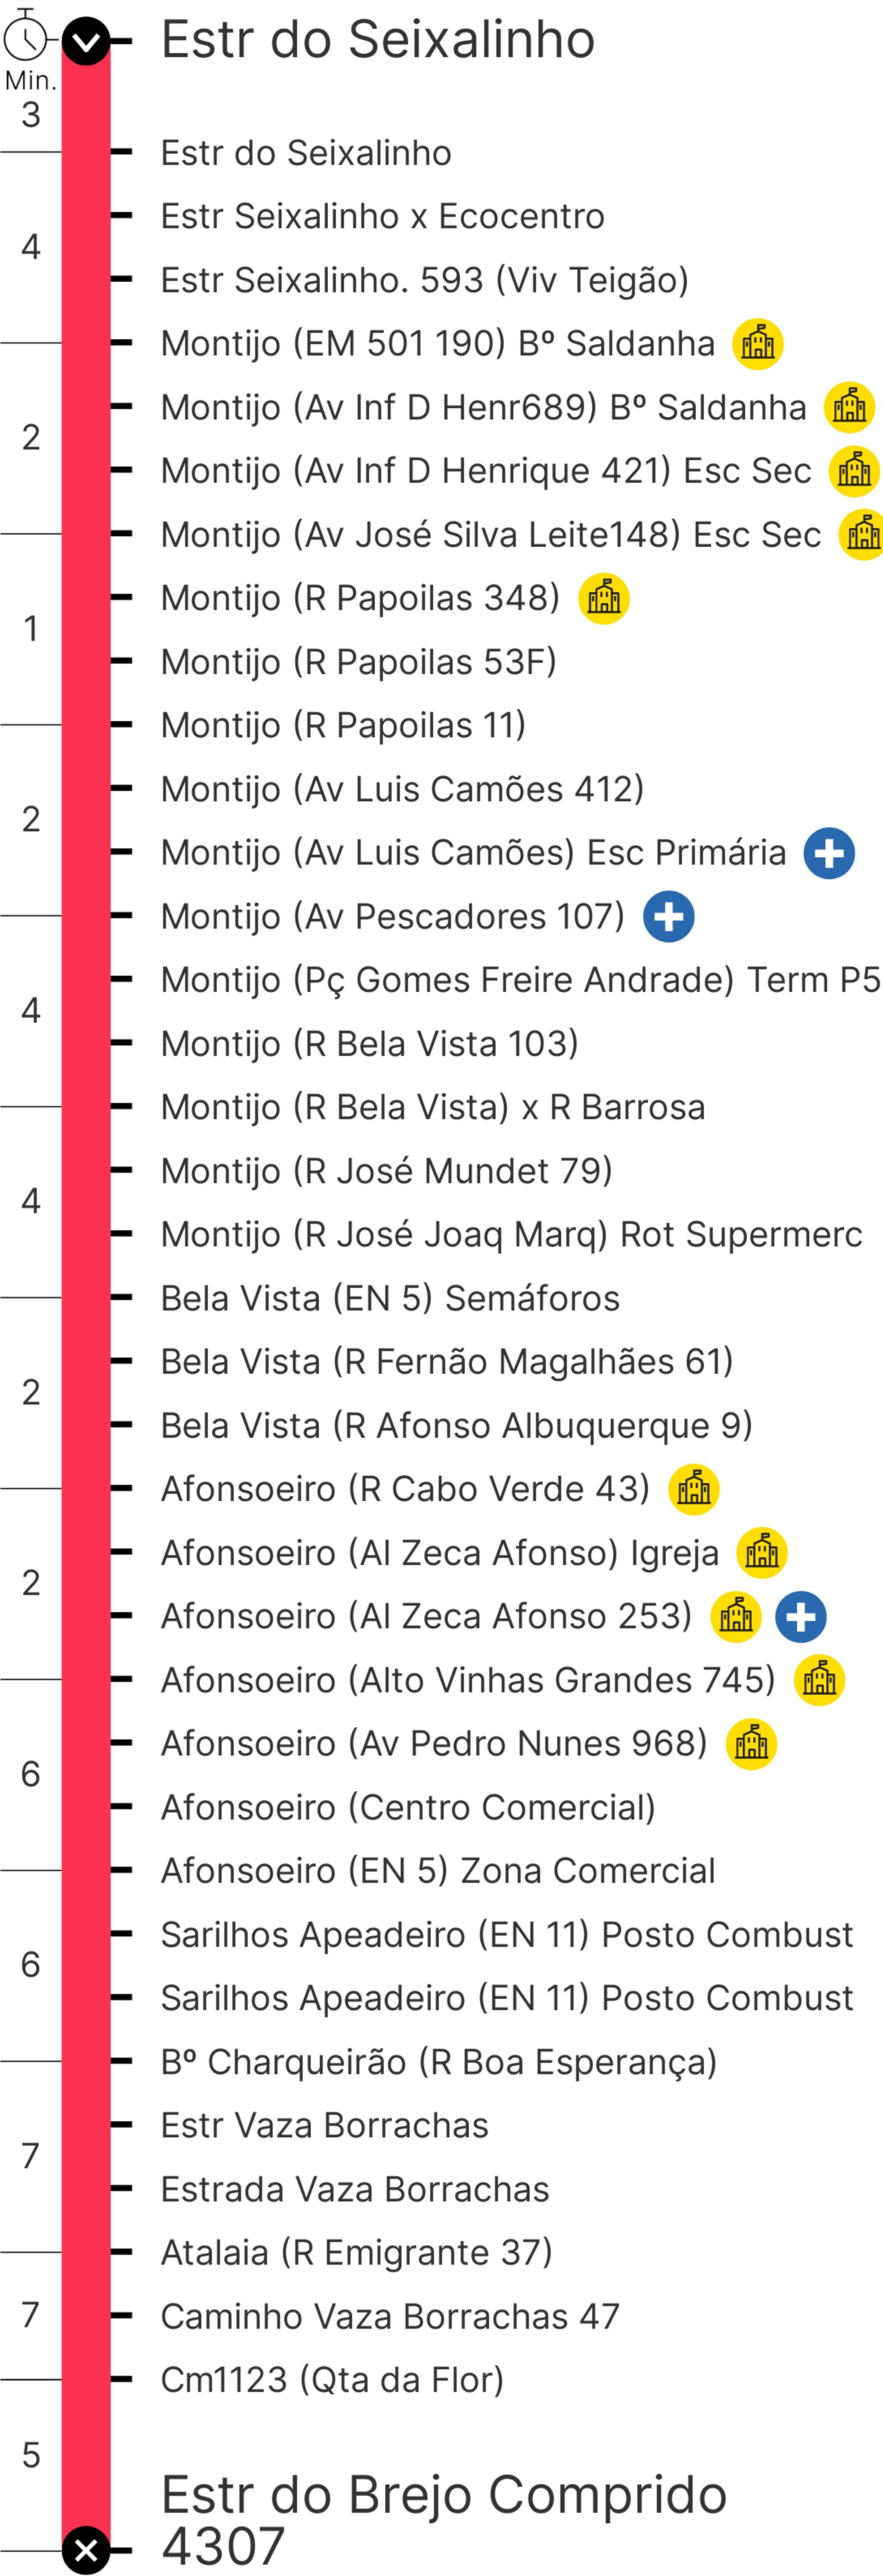 Estr do Seixalinho
Min.
3
Estr do Seixalinho
Estr Seixalinho x Ecocentro
4
Estr Seixalinho. 593 (Viv Teigão)
Montijo (EM 501 190) Bº Saldanha
Montijo (Av Inf D Henr689) Bº Saldanha
2
Montijo (Av Inf D Henrique 421) Esc Sec
Montijo (Av José Silva Leite148) Esc Sec
Montijo (R Papoilas 348)
1
Montijo (R Papoilas 53F)
Montijo (R Papoilas 11)
Montijo (Av Luis Camões 412)
2
Montijo (Av Luis Camões) Esc Primária
Montijo (Av Pescadores 107)
Montijo (Pç Gomes Freire Andrade) Term P5
4
Montijo (R Bela Vista 103)
Montijo (R Bela Vista) x R Barrosa
Montijo (R José Mundet 79)
4
Montijo (R José Joaq Marq) Rot Supermerc
Bela Vista (EN 5) Semáforos
Bela Vista (R Fernão Magalhães 61)
2
Bela Vista (R Afonso Albuquerque 9)
Afonsoeiro (R Cabo Verde 43)
Afonsoeiro (Al Zeca Afonso) Igreja
2
Afonsoeiro (Al Zeca Afonso 253)
Afonsoeiro (Alto Vinhas Grandes 745)
Afonsoeiro (Av Pedro Nunes 968)
6
Afonsoeiro (Centro Comercial)
Afonsoeiro (EN 5) Zona Comercial
Sarilhos Apeadeiro (EN 11) Posto Combust
6
Sarilhos Apeadeiro (EN 11) Posto Combust
Bº Charqueirão (R Boa Esperança)
Estr Vaza Borrachas
7
Estrada Vaza Borrachas
Atalaia (R Emigrante 37)
7
Caminho Vaza Borrachas 47
Cm1123 (Qta da Flor)
5
Estr do Brejo Comprido
4307